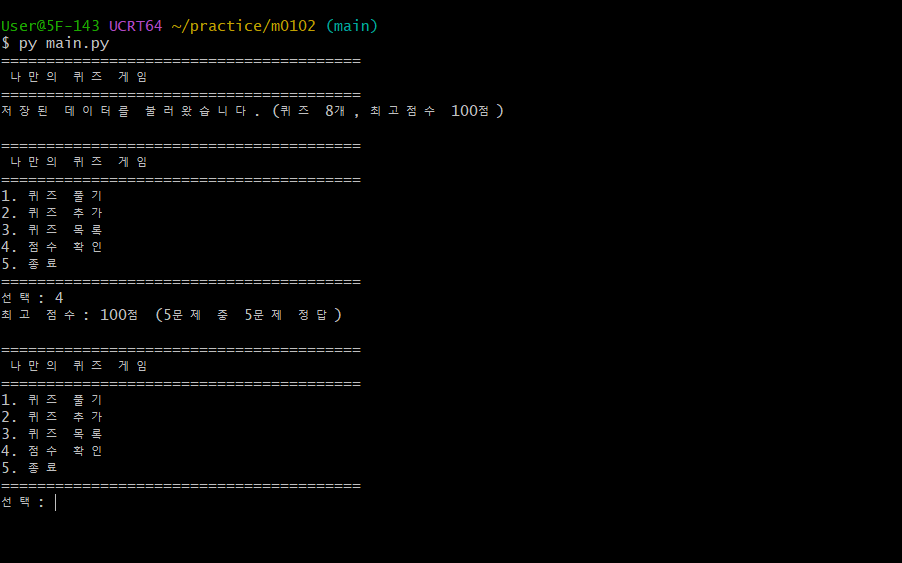 User@5F-143 UCRT64 ~/practice/m0102 (main)
$ py main.py
========================================
나만의 퀴즈 게임
========================================
저장된 데이터를 불러왔습니다. (퀴즈 8개, 최고점수 100점)
========================================
나만의 퀴즈 게임
========================================
1. 퀴즈 풀기
2. 퀴즈 추가
3. 퀴즈 목록
4. 점수 확인
5. 종료
========================================
선택: 4
최고 점수: 100점 (5문제 중 5문제 정답)
========================================
나만의 퀴즈 게임
========================================
1. 퀴즈 풀기
2. 퀴즈 추가
3. 퀴즈 목록
4. 점수 확인
5. 종료
========================================
선택: